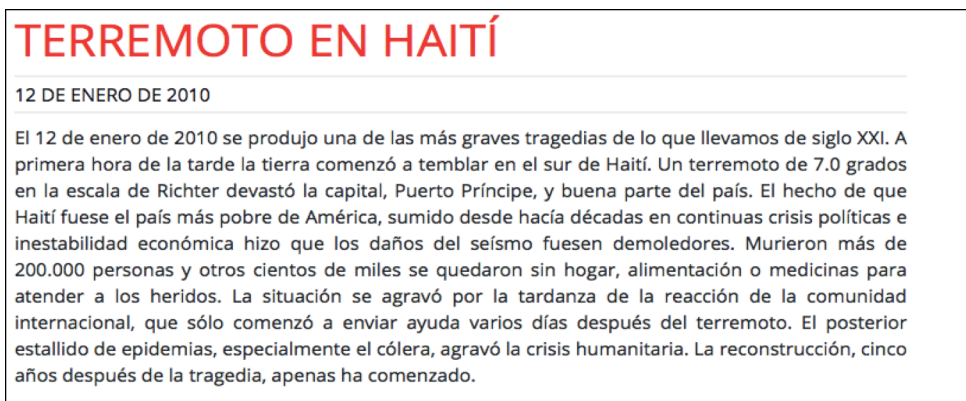 TERREMOTO EN HAITÍ
12 DE ENERO DE 2010
El 12 de enero de 2010 se produjo una de las más graves tragedias de lo que llevamos de siglo XXI. A
primera hora de la tarde la tierra comenzó a temblar en el sur de Haití. Un terremoto de 7.0 grados
en la escala de Richter devastó la capital, Puerto Príncipe, y buena parte del país. El hecho de que
Haití fuese el país más pobre de América, sumido desde hacía décadas en continuas crisis políticas e
inestabilidad económica hizo que los daños del seísmo fuesen demoledores. Murieron más de
200.000 personas y otros cientos de miles se quedaron sin hogar, alimentación o medicinas para
atender a los heridos. La situación se agravó por la tardanza de la reacción de la comunidad
internacional, que sólo comenzó a enviar ayuda varios días después del terremoto. El posterior
estallido de epidemias, especialmente el cólera, agravó la crisis humanitaria. La reconstrucción, cinco
años después de la tragedia, apenas ha comenzado.